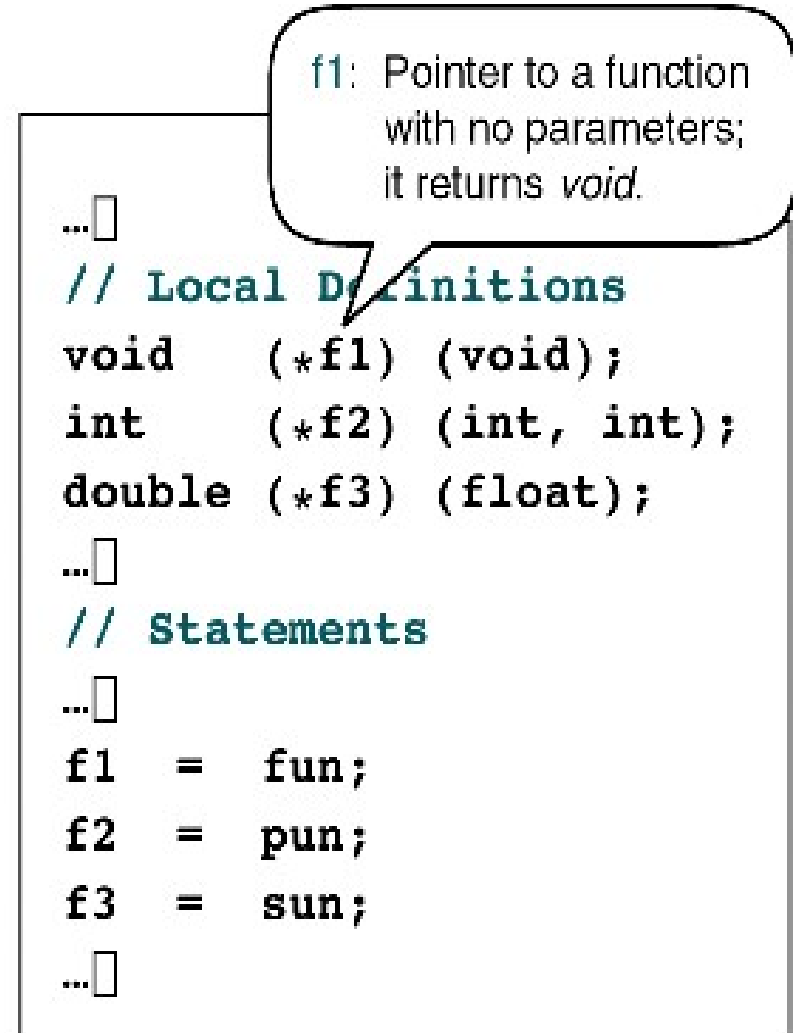 f1: Pointer to a function
with no parameters;
it returns void.
…▯
// Local Definitions
void (*f1) (void);
int (*f2) (int, int);
double (*f3) (float);
…▯
// Statements
…▯
f1 = fun;
f2 = pun;
f3 = sun;
…▯